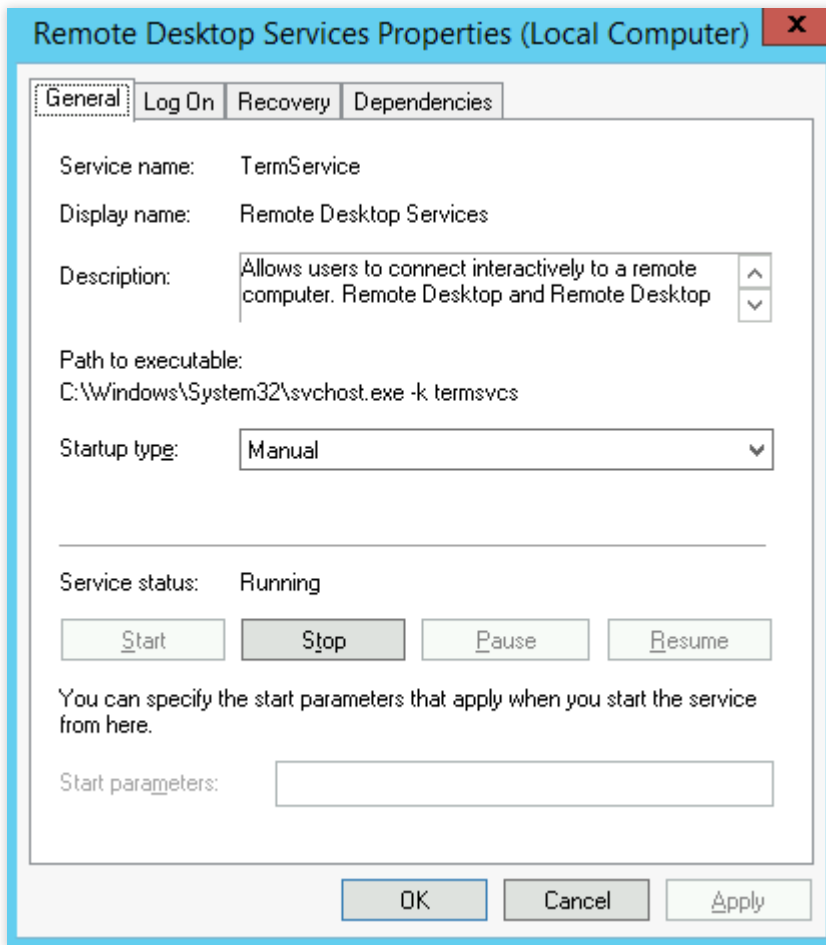 Remote Desktop Services Properties (Local Computer)
x
General Log On Recovery Dependencies
Service name: TermService
Display name: Remote Desktop Services
Description: Allows users to connect interactively to a remote
computer. Remote Desktop and Remote Desktop
Path to executable:
C:\Windows\System32\svchost.exe -k termsvcs
Startup type: Manual
Service status: Running
Start Stop Pause Resume
You can specify the start parameters that apply when you start the service
from here.
Start parameters:
OK Cancel Apply